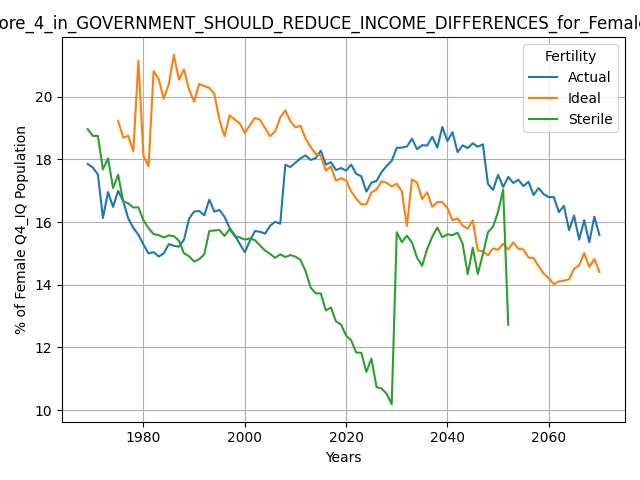 ore_4_in_GOVERNMENT_SHOULD_REDUCE_INCOME_DIFFERENCES_for_Female
Fertility
Actual
Ideal
Sterile
% of Female Q4_IQ Population
20
18
16
14
12
10
1980 2000 2020 2040 2060
Years